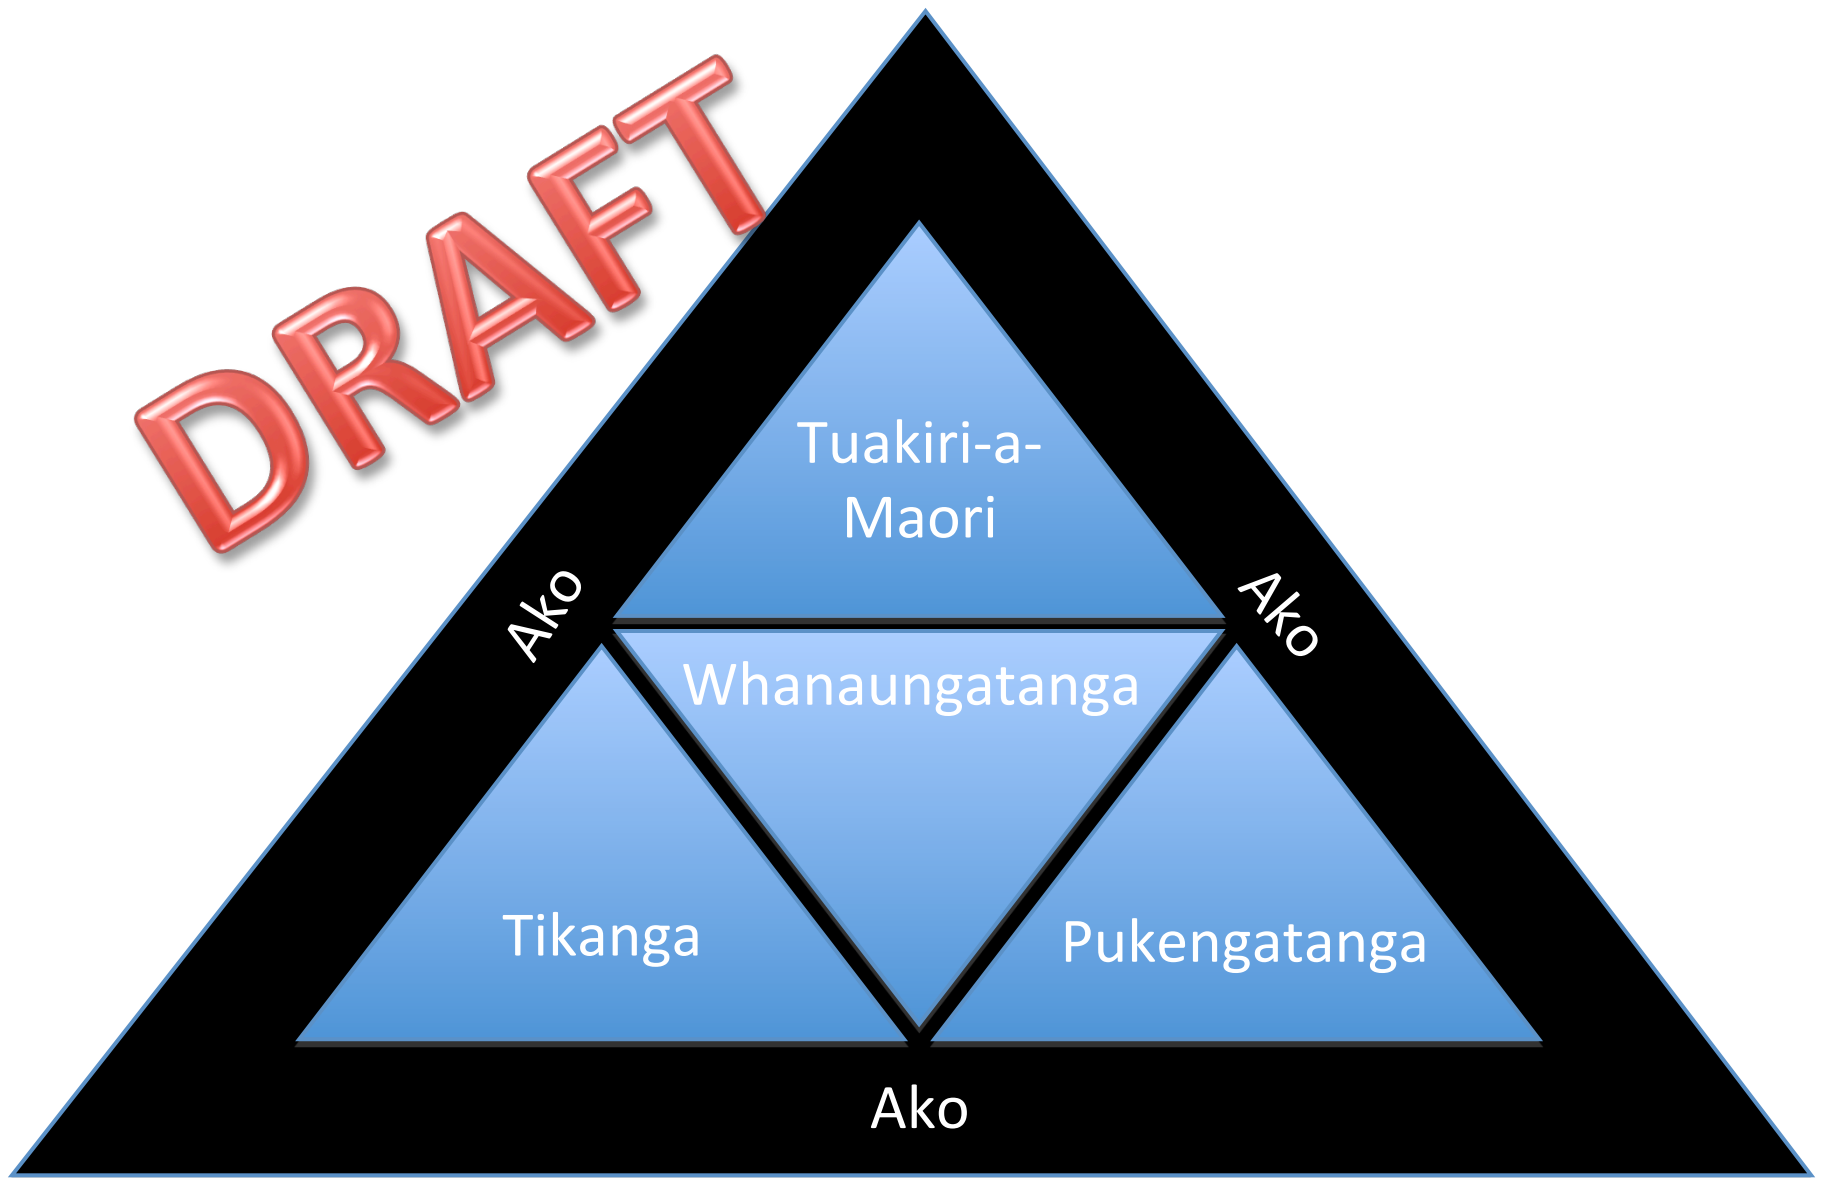 DRAFT
Tuakiri-a-
Maori
Ako
Ako
Whanaungatanga
Tikanga
Pukengatanga
Ako